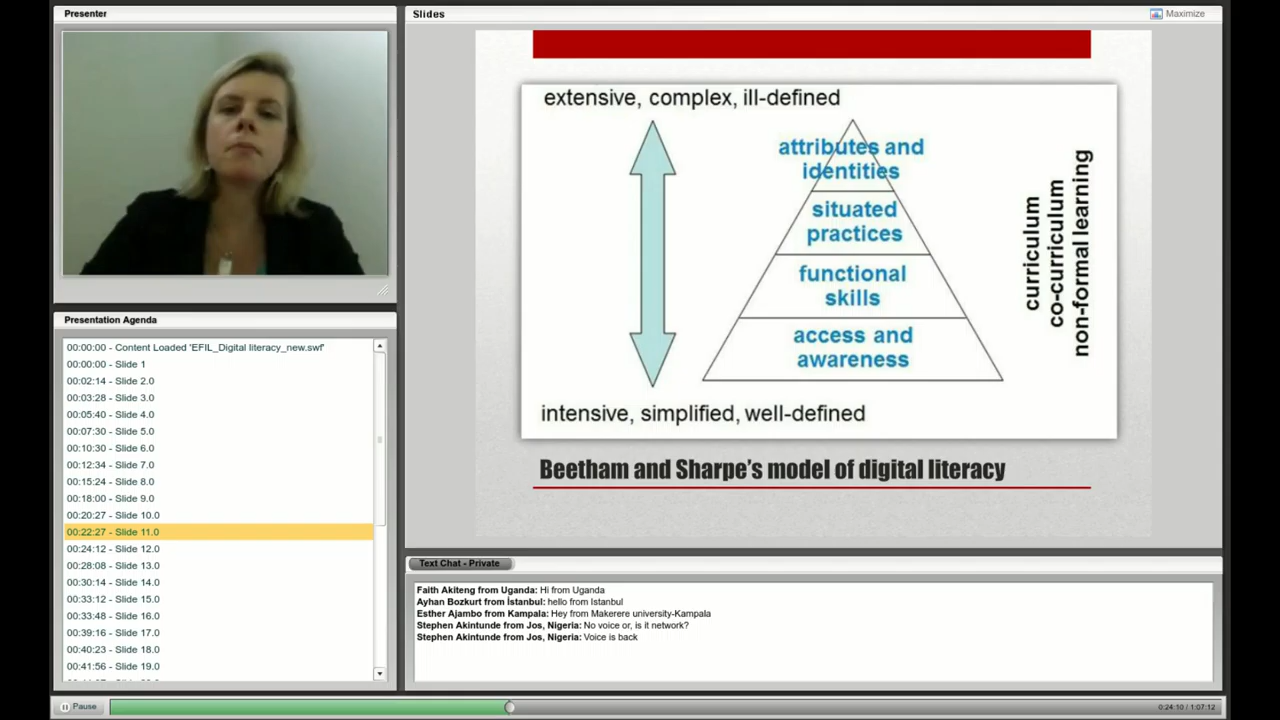 Presenter
Presentation Agenda
00:00:00 - Content Loaded 'EFIL_Digital literacy_new.swf'
00:00:00 - Slide 1
00:02:14 - Slide 2.0
00:03:28 - Slide 3.0
00:05:40 - Slide 4.0
00:07:30 - Slide 5.0
00:10:30 - Slide 6.0
00:12:34 - Slide 7.0
00:15:24 - Slide 8.0
00:18:00 - Slide 9.0
00:20:27 - Slide 10.0
00:22:27 - Slide 11.0
00:24:12 - Slide 12.0
00:28:08 - Slide 13.0
00:30:14 - Slide 14.0
00:33:12 - Slide 15.0
00:33:48 - Slide 16.0
00:39:16 - Slide 17.0
00:40:23 - Slide 18.0
00:41:56 - Slide 19.0
Slides
Maximize
extensive, complex, ill-defined
attributes and
identities
situated
practices
functional
skills
access and
awareness
curriculum
co-curriculum
non-formal learning
intensive, simplified, well-defined
Beetham and Sharpe's model of digital literacy
Text Chat - Private
Faith Akiteng from Uganda: Hi from Uganda
Ayhan Bozkurt from İstanbul: hello from Istanbul
Esther Ajambo from Kampala: Hey from Makerere university-Kampala
Stephen Akintunde from Jos, Nigeria: No voice or, is it network?
Stephen Akintunde from Jos, Nigeria: Voice is back
Pause
0:24:10 / 1:07:12